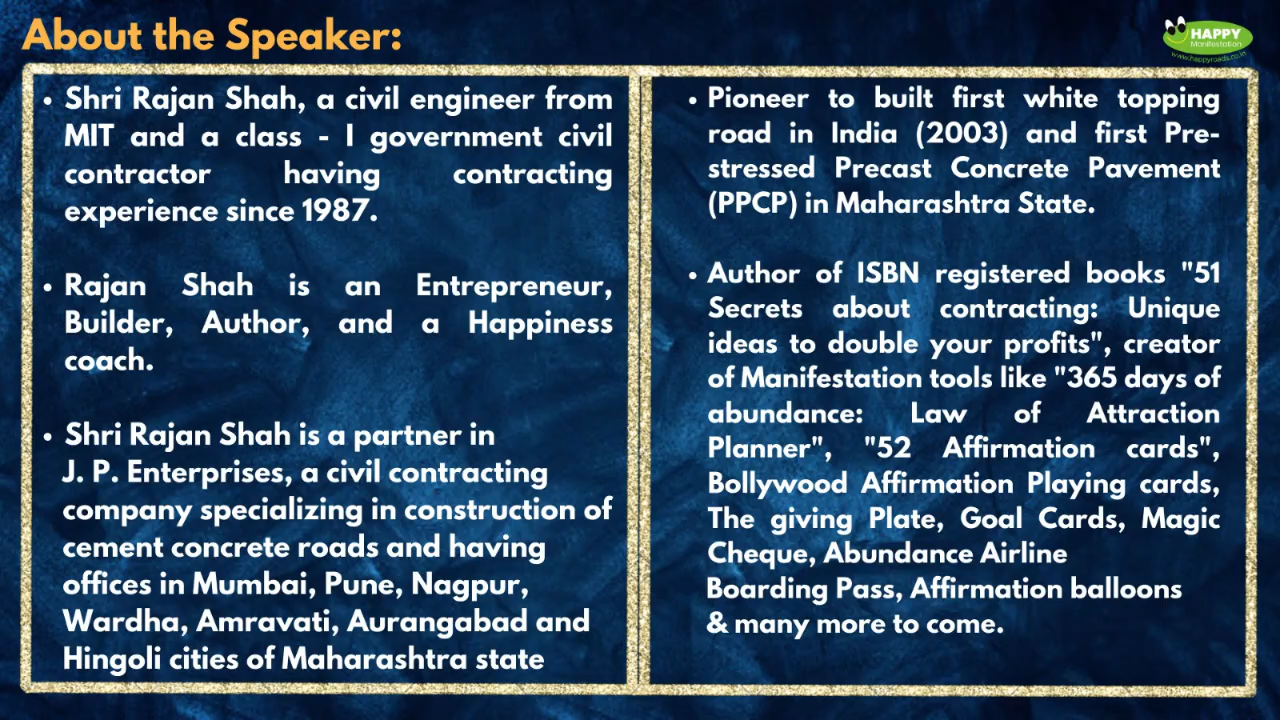 About the Speaker:
HAPPY
Manifestation
www.happyroads.co.in
• Shri Rajan Shah, a civil engineer from
MIT and a class - I government civil
contractor having contracting
experience since 1987.
• Rajan Shah is an Entrepreneur,
Builder, Author, and a Happiness
coach.
• Shri Rajan Shah is a partner in
J. P. Enterprises, a civil contracting
company specializing in construction of
cement concrete roads and having
offices in Mumbai, Pune, Nagpur,
Wardha, Amravati, Aurangabad and
Hingoli cities of Maharashtra state
• Pioneer to built first white topping
road in India (2003) and first Pre-
stressed Precast Concrete Pavement
(PPCP) in Maharashtra State.
• Author of ISBN registered books "51
Secrets about contracting: Unique
ideas to double your profits", creator
of Manifestation tools like "365 days of
abundance: Law of Attraction
Planner", "52 Affirmation cards",
Bollywood Affirmation Playing cards,
The giving Plate, Goal Cards, Magic
Cheque, Abundance Airline
Boarding Pass, Affirmation balloons
& many more to come.